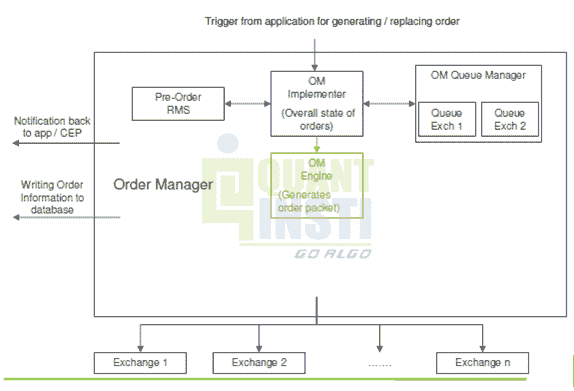 Trigger from application for generating / replacing order
OM
Implementer
(Overall state of
orders)
OM Queue Manager
Queue
Exch 1
Queue
Exch 2
Pre-Order
RMS
Notification back
to app / CEP
Writing Order
Information to
database
Order Manager
OM
Engine
(Generates
order packet)
QUANT
INSTI
GO ALGO
Exchange 1
Exchange 2
.......
Exchange n